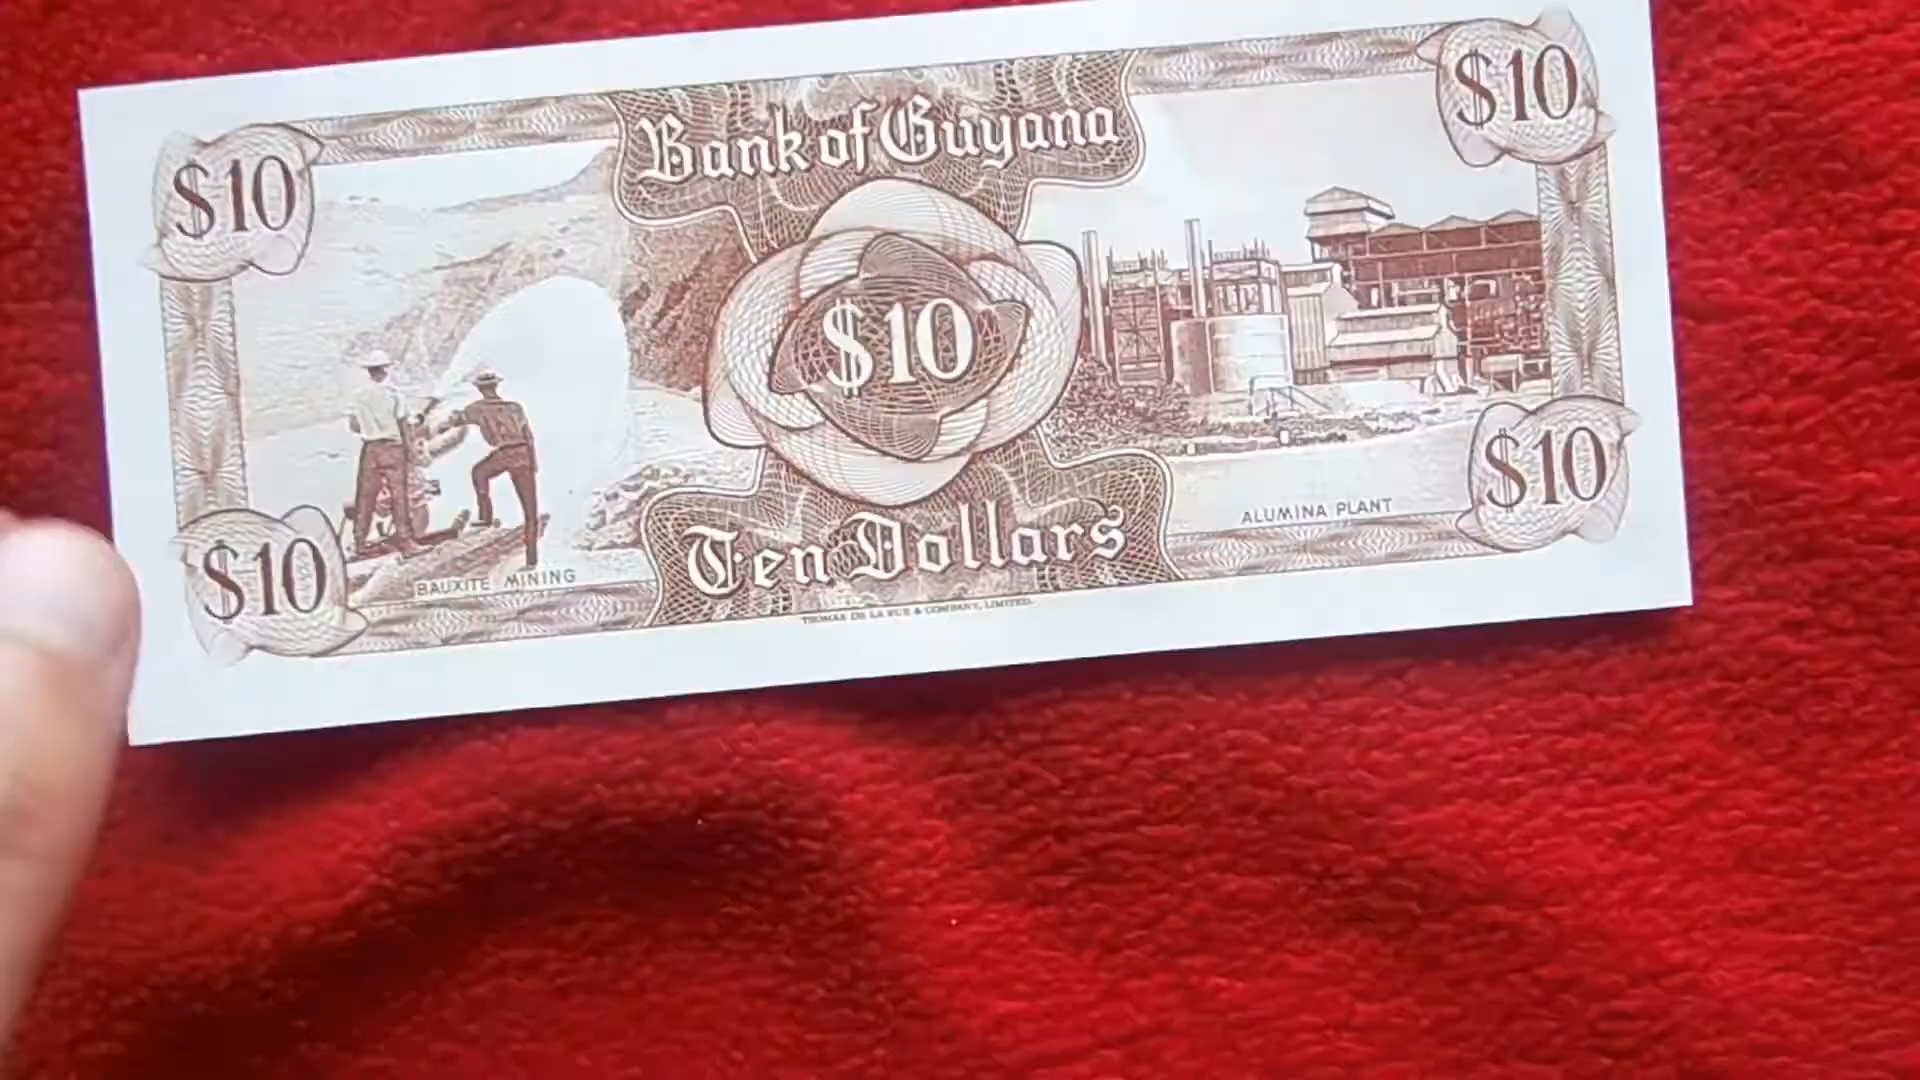 $10
Bank of Guyana
$10
$10
$10
BAUXITE MINING
Ten Dollars
ALUMINA PLANT
$10
THOMAS DE LA RUE & COMPANY, LIMITED.